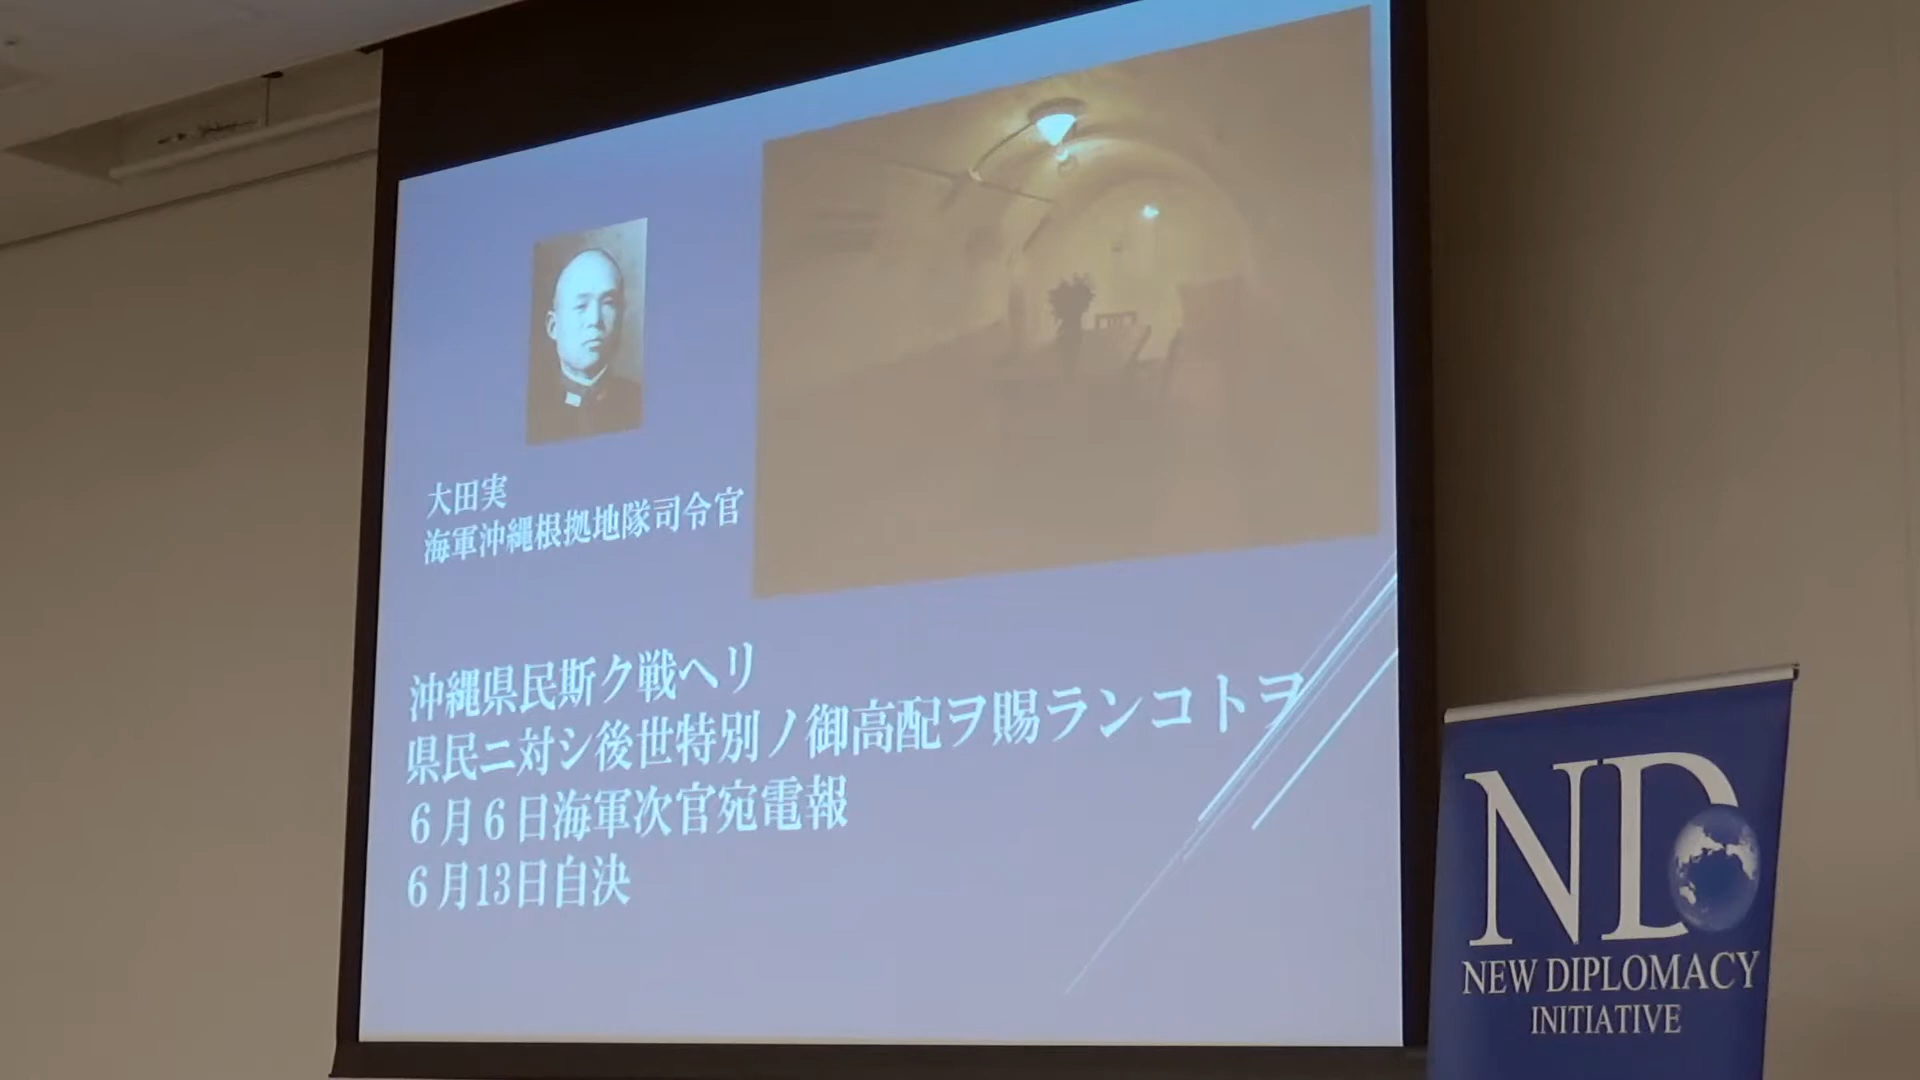 大田実
海軍沖縄根拠地隊司令官
沖縄県民斯ク戦ヘリ
県民ニ対シ後世特別ノ御高配ヲ賜ランコトヲ
６月６日海軍次官宛電報
６月13日自決
ND
NEW DIPLOMACY
INITIATIVE